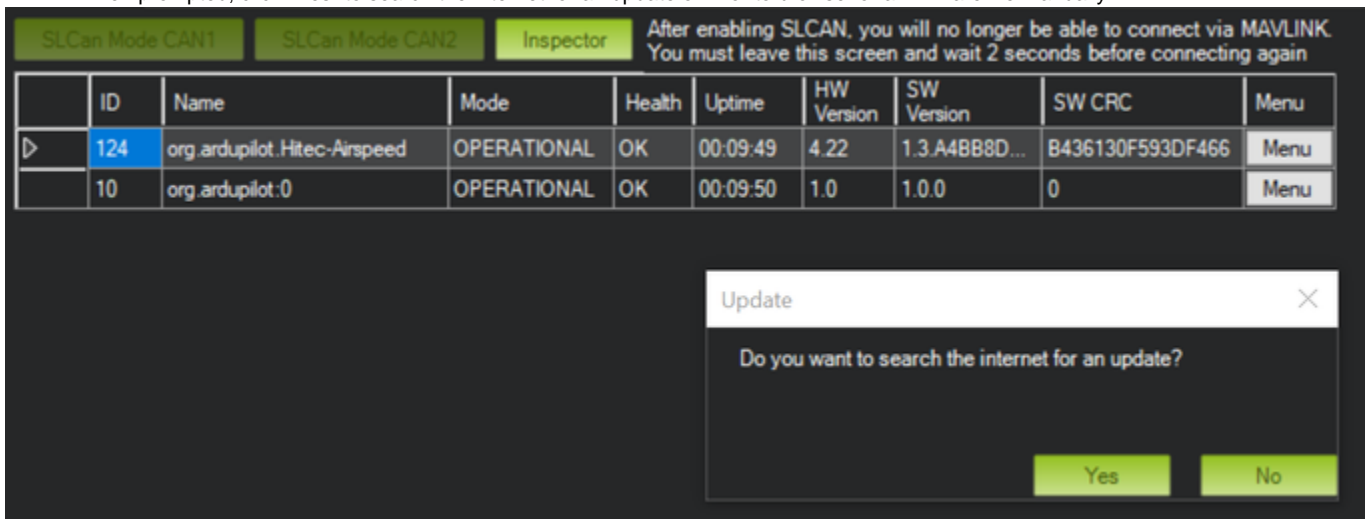 SLCan Mode CAN1 SLCan Mode CAN2 Inspector After enabling SLCAN, you will no longer be able to connect via MAVLINK.
You must leave this screen and wait 2 seconds before connecting again
ID Name Mode Health Uptime HW Version SW Version SW CRC Menu
124 org.ardupilot.Hitec-Airspeed OPERATIONAL OK 00:09:49 4.22 1.3.A4BB8D... B436130F593DF466 Menu
10 org.ardupilot:0 OPERATIONAL OK 00:09:50 1.0 1.0.0 0 Menu
Update
Do you want to search the internet for an update?
Yes No